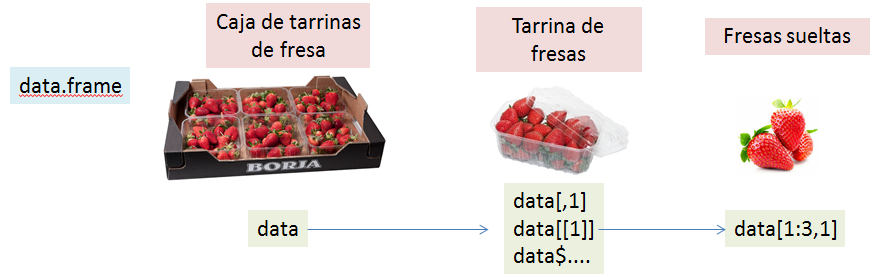 Caja de tarrinas
de fresa
Tarrina de
fresas
Fresas sueltas
data.frame
BORJA
data
data[,1]
data[[1]]
data$....
data[1:3,1]